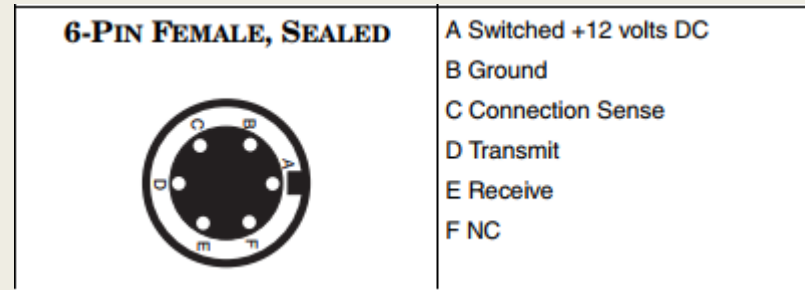 6-PIN FEMALE, SEALED
C B
A
D
E F
A Switched +12 volts DC
B Ground
C Connection Sense
D Transmit
E Receive
F NC